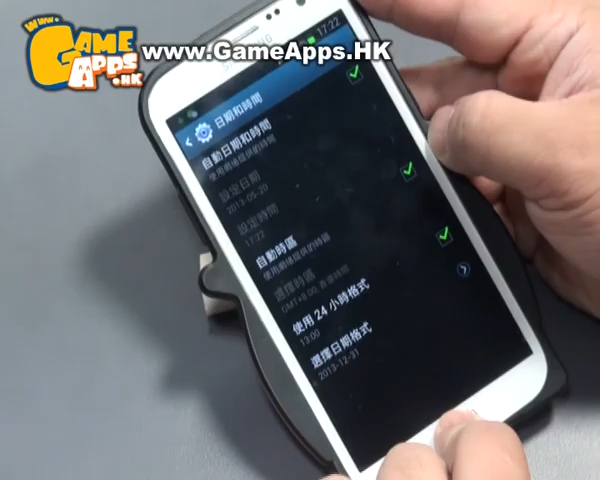 www.
GAME
APPS
.HK
www.GameApps.HK
SAMSUNG
17:22
日期和時間
自動日期和時間
使用網絡提供的時間
設定日期
2013-05-20
設定時間
17:22
自動時區
使用網絡提供的時區
選擇時區
GMT+8:00, 香港時間
使用 24 小時格式
13:00
選擇日期格式
2013-12-31